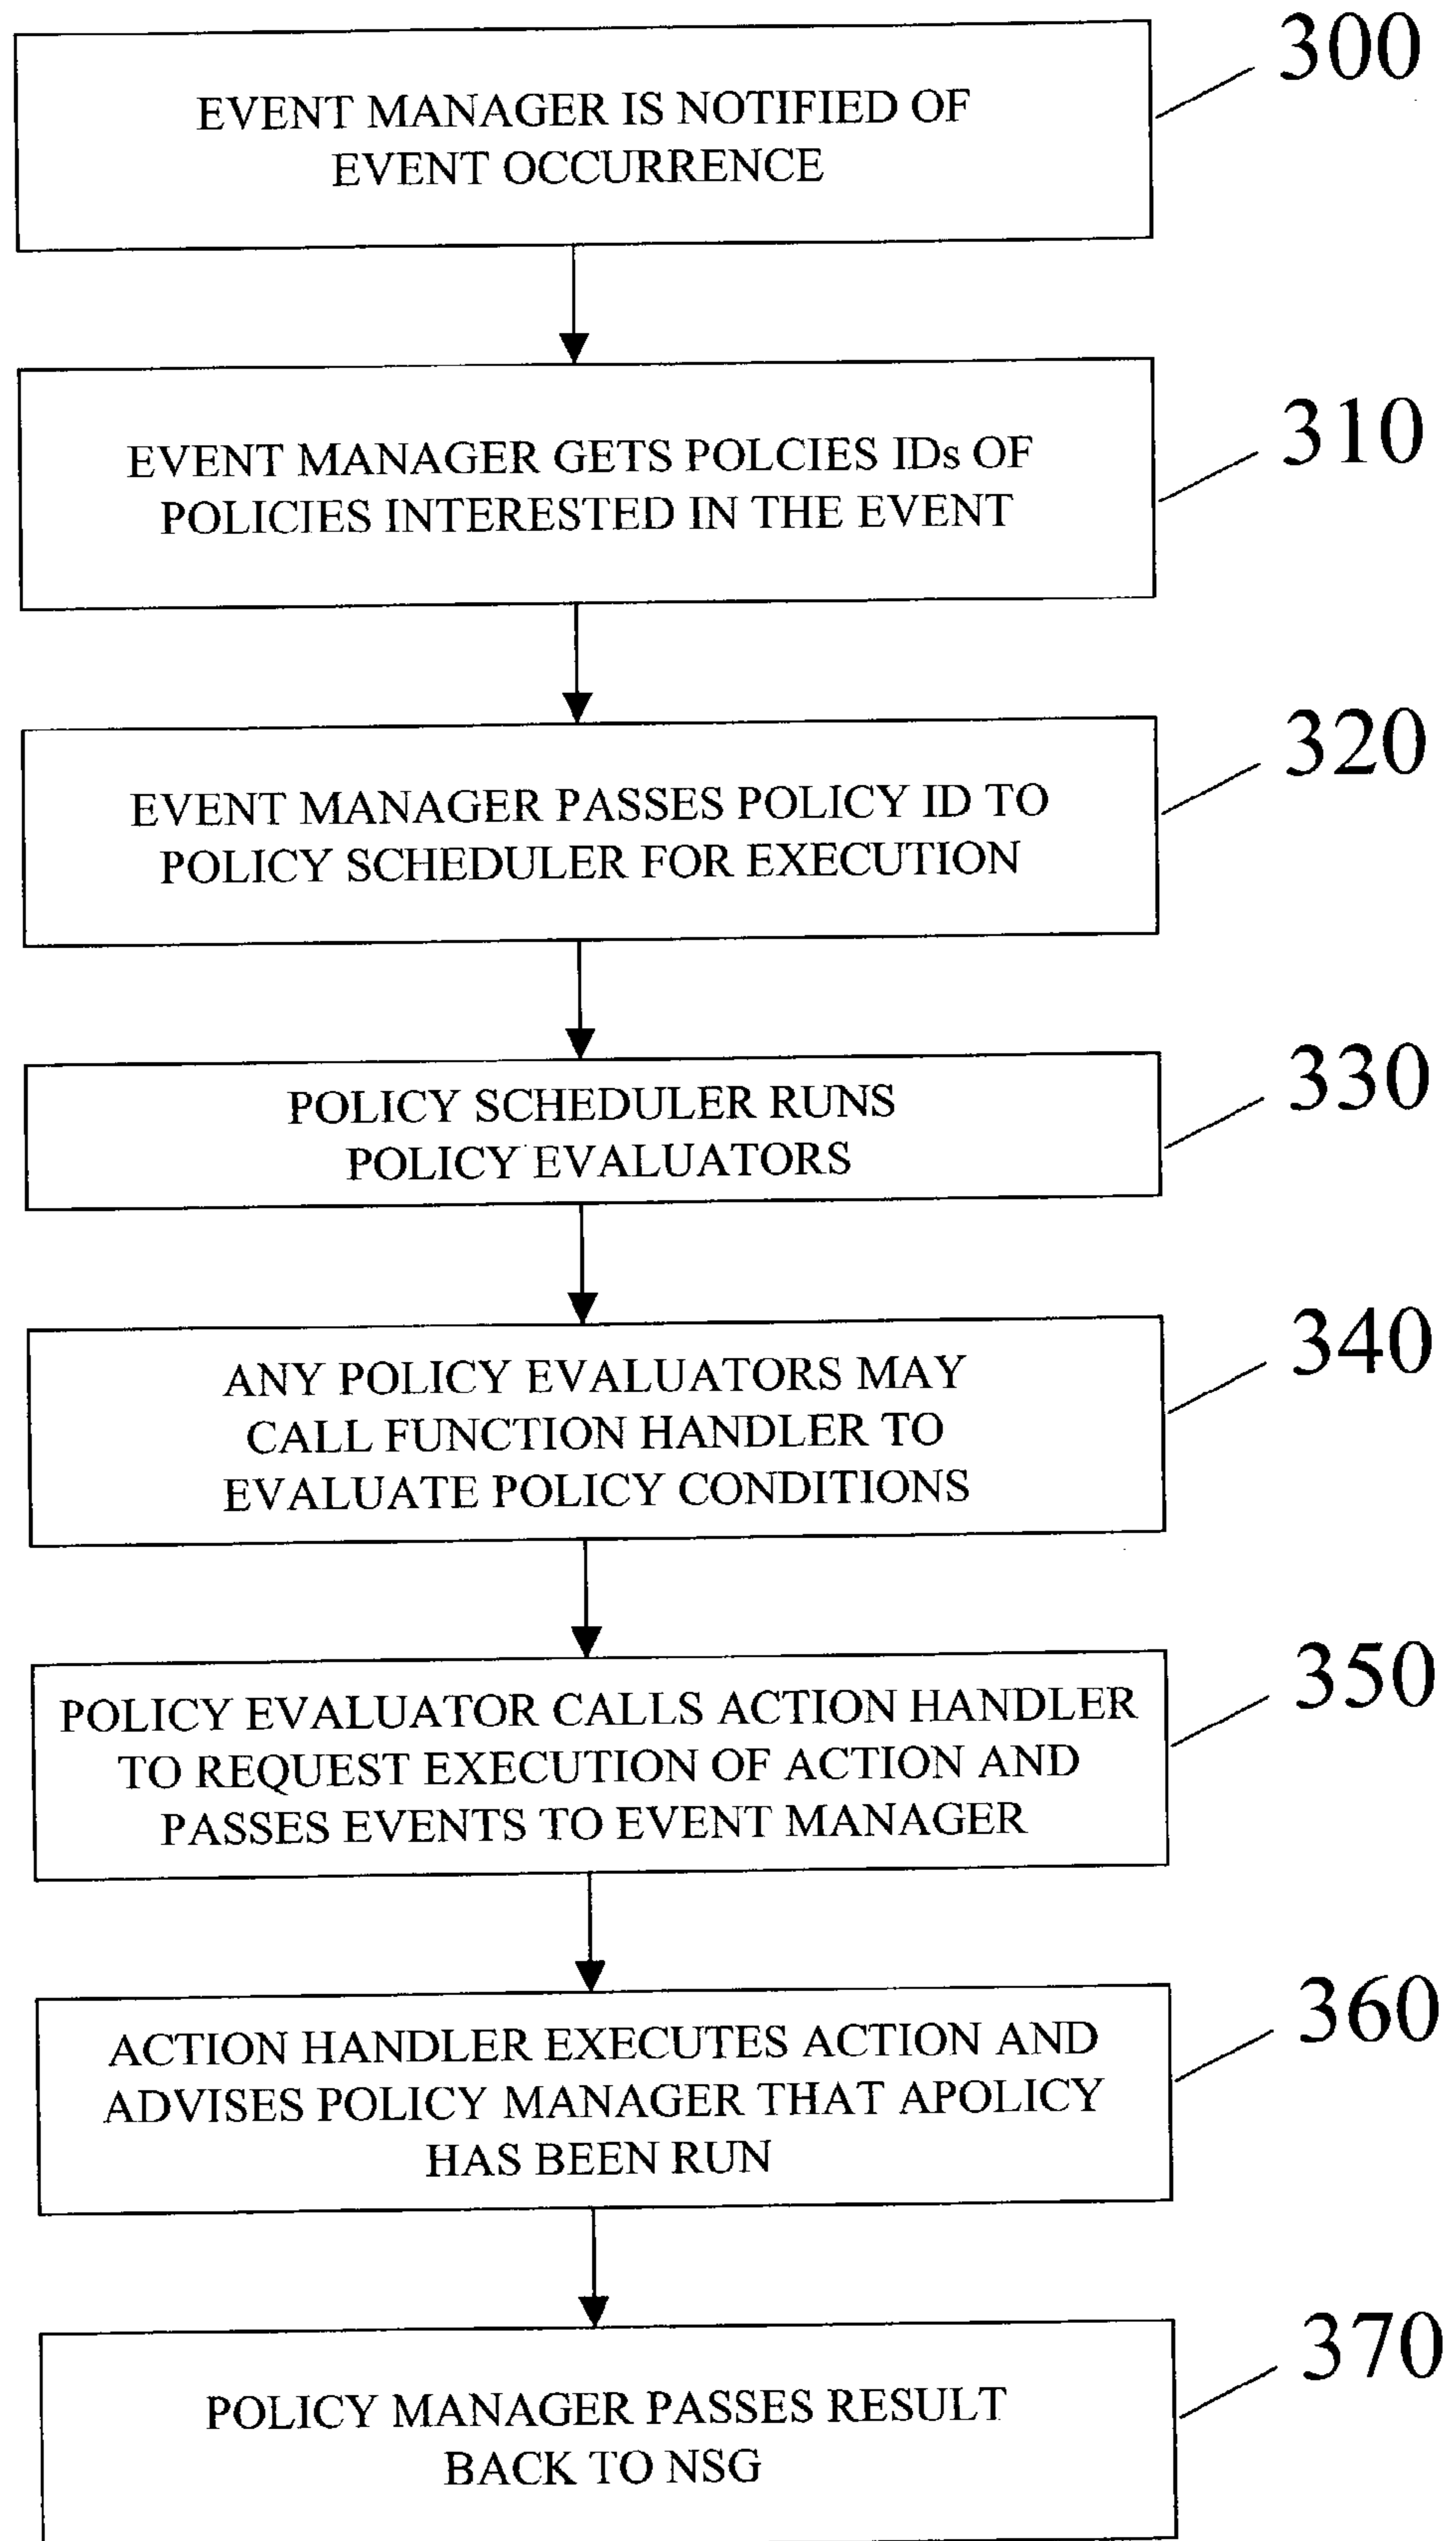 300
EVENT MANAGER IS NOTIFIED OF
EVENT OCCURRENCE
310
EVENT MANAGER GETS POLCIES IDs OF
POLICIES INTERESTED IN THE EVENT
320
EVENT MANAGER PASSES POLICY ID TO
POLICY SCHEDULER FOR EXECUTION
330
POLICY SCHEDULER RUNS
POLICY EVALUATORS
340
ANY POLICY EVALUATORS MAY
CALL FUNCTION HANDLER TO
EVALUATE POLICY CONDITIONS
350
POLICY EVALUATOR CALLS ACTION HANDLER
TO REQUEST EXECUTION OF ACTION AND
PASSES EVENTS TO EVENT MANAGER
360
ACTION HANDLER EXECUTES ACTION AND
ADVISES POLICY MANAGER THAT APOLICY
HAS BEEN RUN
370
POLICY MANAGER PASSES RESULT
BACK TO NSG